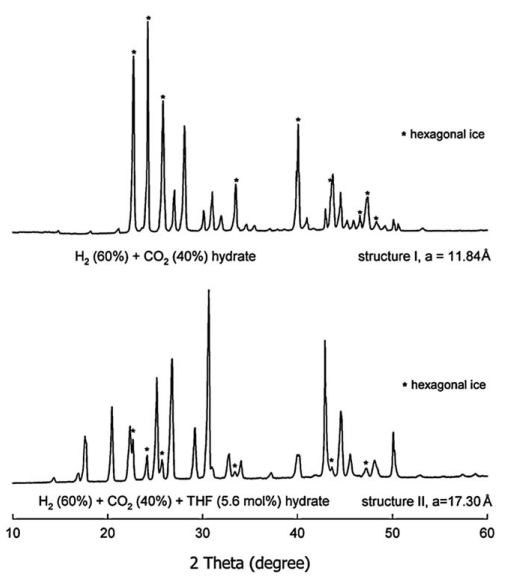 * hexagonal ice
H₂ (60%) + CO₂ (40%) hydrate structure I, a = 11.84Å
* hexagonal ice
H₂ (60%) + CO₂ (40%) + THF (5.6 mol%) hydrate structure II, a=17.30Å
10 20 30 40 50 60
2 Theta (degree)